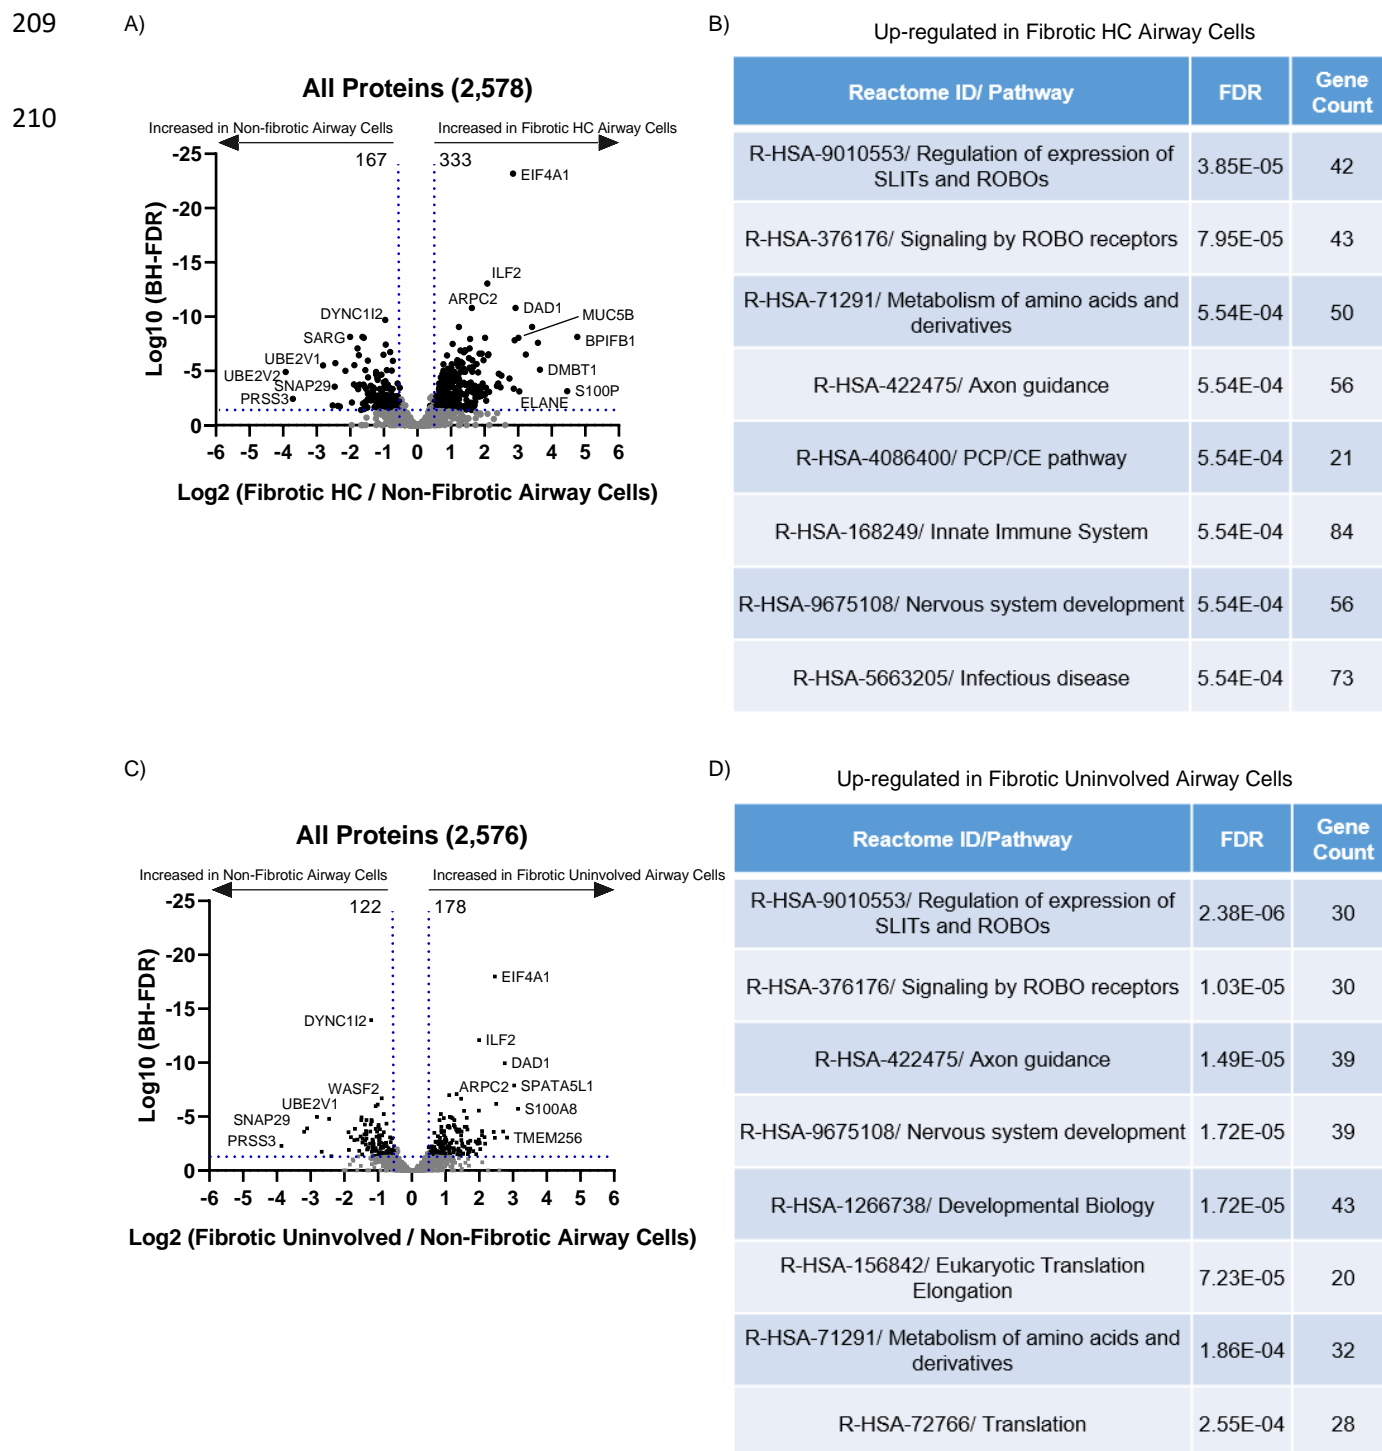 209
A)
B)
Up-regulated in Fibrotic HC Airway Cells
210
All Proteins (2,578)
Increased in Non-fibrotic Airway Cells
Increased in Fibrotic HC Airway Cells
167
333
-25
-20
-15
-10
-5
0
Log10 (BH-FDR)
EIF4A1
ILF2
ARPC2
DAD1
DYNC1I2
MUC5B
SARG
BPIFB1
UBE2V1
DMBT1
UBE2V2
SNAP29
S100P
PRSS3
ELANE
-6 -5 -4 -3 -2 -1 0 1 2 3 4 5 6
Log2 (Fibrotic HC / Non-Fibrotic Airway Cells)
Reactome ID/ Pathway FDR Gene
Count
R-HSA-9010553/ Regulation of expression of
SLITs and ROBOs 3.85E-05 42
R-HSA-376176/ Signaling by ROBO receptors 7.95E-05 43
R-HSA-71291/ Metabolism of amino acids and
derivatives 5.54E-04 50
R-HSA-422475/ Axon guidance 5.54E-04 56
R-HSA-4086400/ PCP/CE pathway 5.54E-04 21
R-HSA-168249/ Innate Immune System 5.54E-04 84
R-HSA-9675108/ Nervous system development 5.54E-04 56
R-HSA-5663205/ Infectious disease 5.54E-04 73
C)
D)
Up-regulated in Fibrotic Uninvolved Airway Cells
All Proteins (2,576)
Increased in Non-Fibrotic Airway Cells
Increased in Fibrotic Uninvolved Airway Cells
122
178
-25
-20
-15
-10
-5
0
Log10 (BH-FDR)
EIF4A1
DYNC1I2
ILF2
DAD1
WASF2
ARPC2
SPATA5L1
UBE2V1
S100A8
SNAP29
PRSS3
TMEM256
-6 -5 -4 -3 -2 -1 0 1 2 3 4 5 6
Log2 (Fibrotic Uninvolved / Non-Fibrotic Airway Cells)
Reactome ID/Pathway FDR Gene
Count
R-HSA-9010553/ Regulation of expression of
SLITs and ROBOs 2.38E-06 30
R-HSA-376176/ Signaling by ROBO receptors 1.03E-05 30
R-HSA-422475/ Axon guidance 1.49E-05 39
R-HSA-9675108/ Nervous system development 1.72E-05 39
R-HSA-1266738/ Developmental Biology 1.72E-05 43
R-HSA-156842/ Eukaryotic Translation
Elongation 7.23E-05 20
R-HSA-71291/ Metabolism of amino acids and
derivatives 1.86E-04 32
R-HSA-72766/ Translation 2.55E-04 28